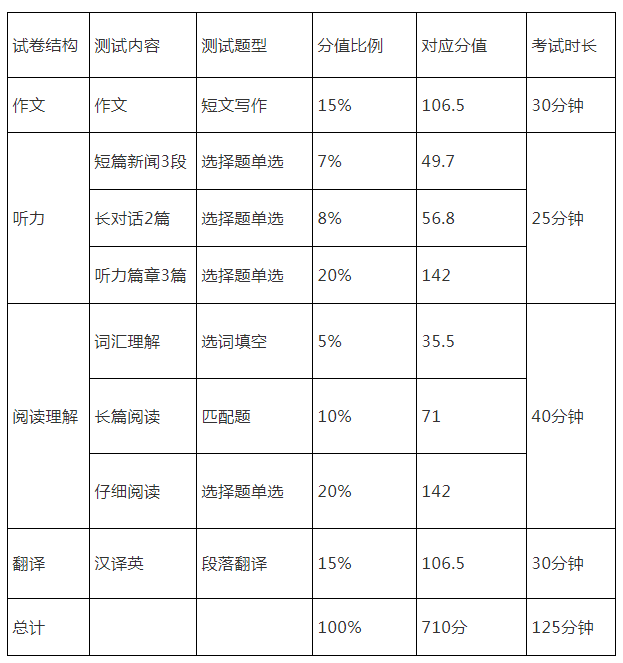 试卷结构 测试内容 测试题型 分值比例 对应分值 考试时长
作文 作文 短文写作 15% 106.5 30分钟
听力 短篇新闻3段 选择题单选 7% 49.7 25分钟
长对话2篇 选择题单选 8% 56.8
听力篇章3篇 选择题单选 20% 142
阅读理解 词汇理解 选词填空 5% 35.5 40分钟
长篇阅读 匹配题 10% 71
仔细阅读 选择题单选 20% 142
翻译 汉译英 段落翻译 15% 106.5 30分钟
总计 100% 710分 125分钟